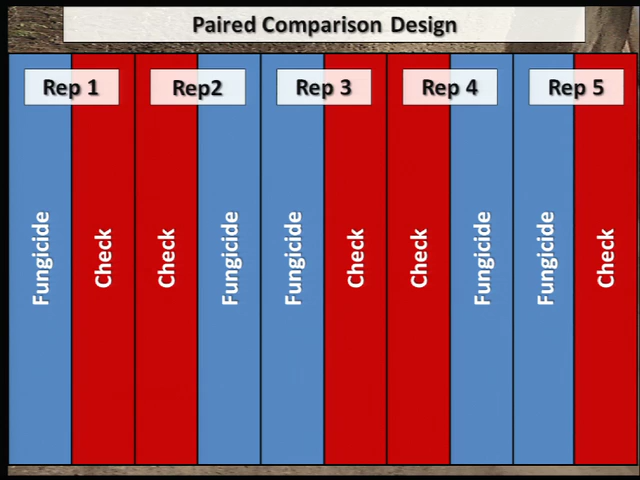 Paired Comparison Design
Rep 1
Rep2
Rep 3
Rep 4
Rep 5
Fungicide
Check
Check
Fungicide
Fungicide
Check
Check
Fungicide
Fungicide
Check